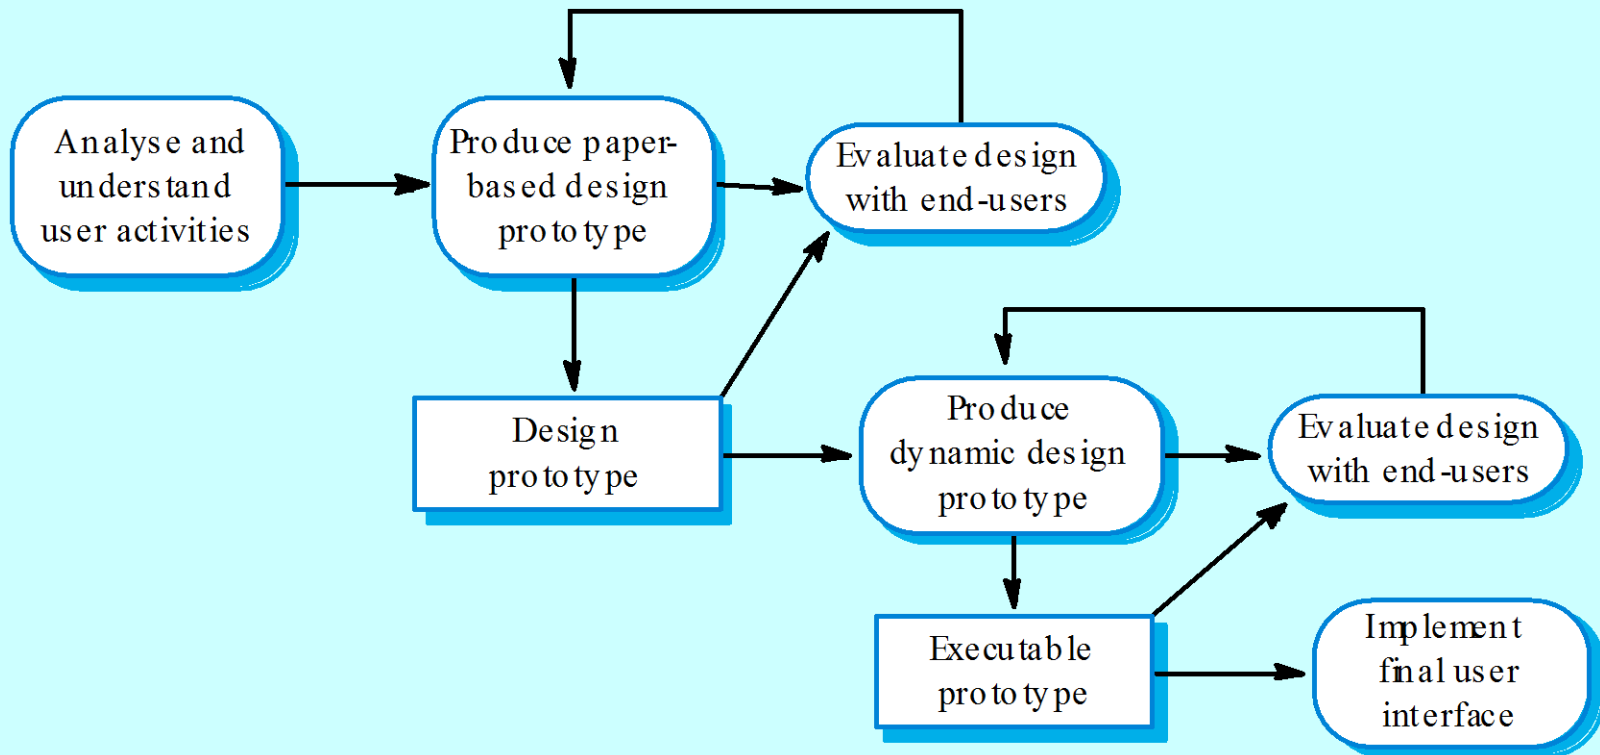 Analyse and
understand
user activities
Produce paper-
based design
prototype
Evaluate design
with end-users
Design
prototype
Produce
dynamic design
prototype
Evaluate design
with end-users
Executable
prototype
Implement
final user
interface